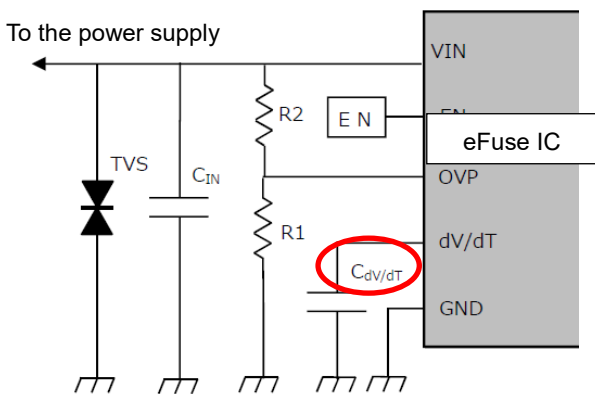 To the power supply
VIN
R2
E N
eFuse IC
TVS
CIN
OVP
R1
dV/dT
CdV/dT
GND